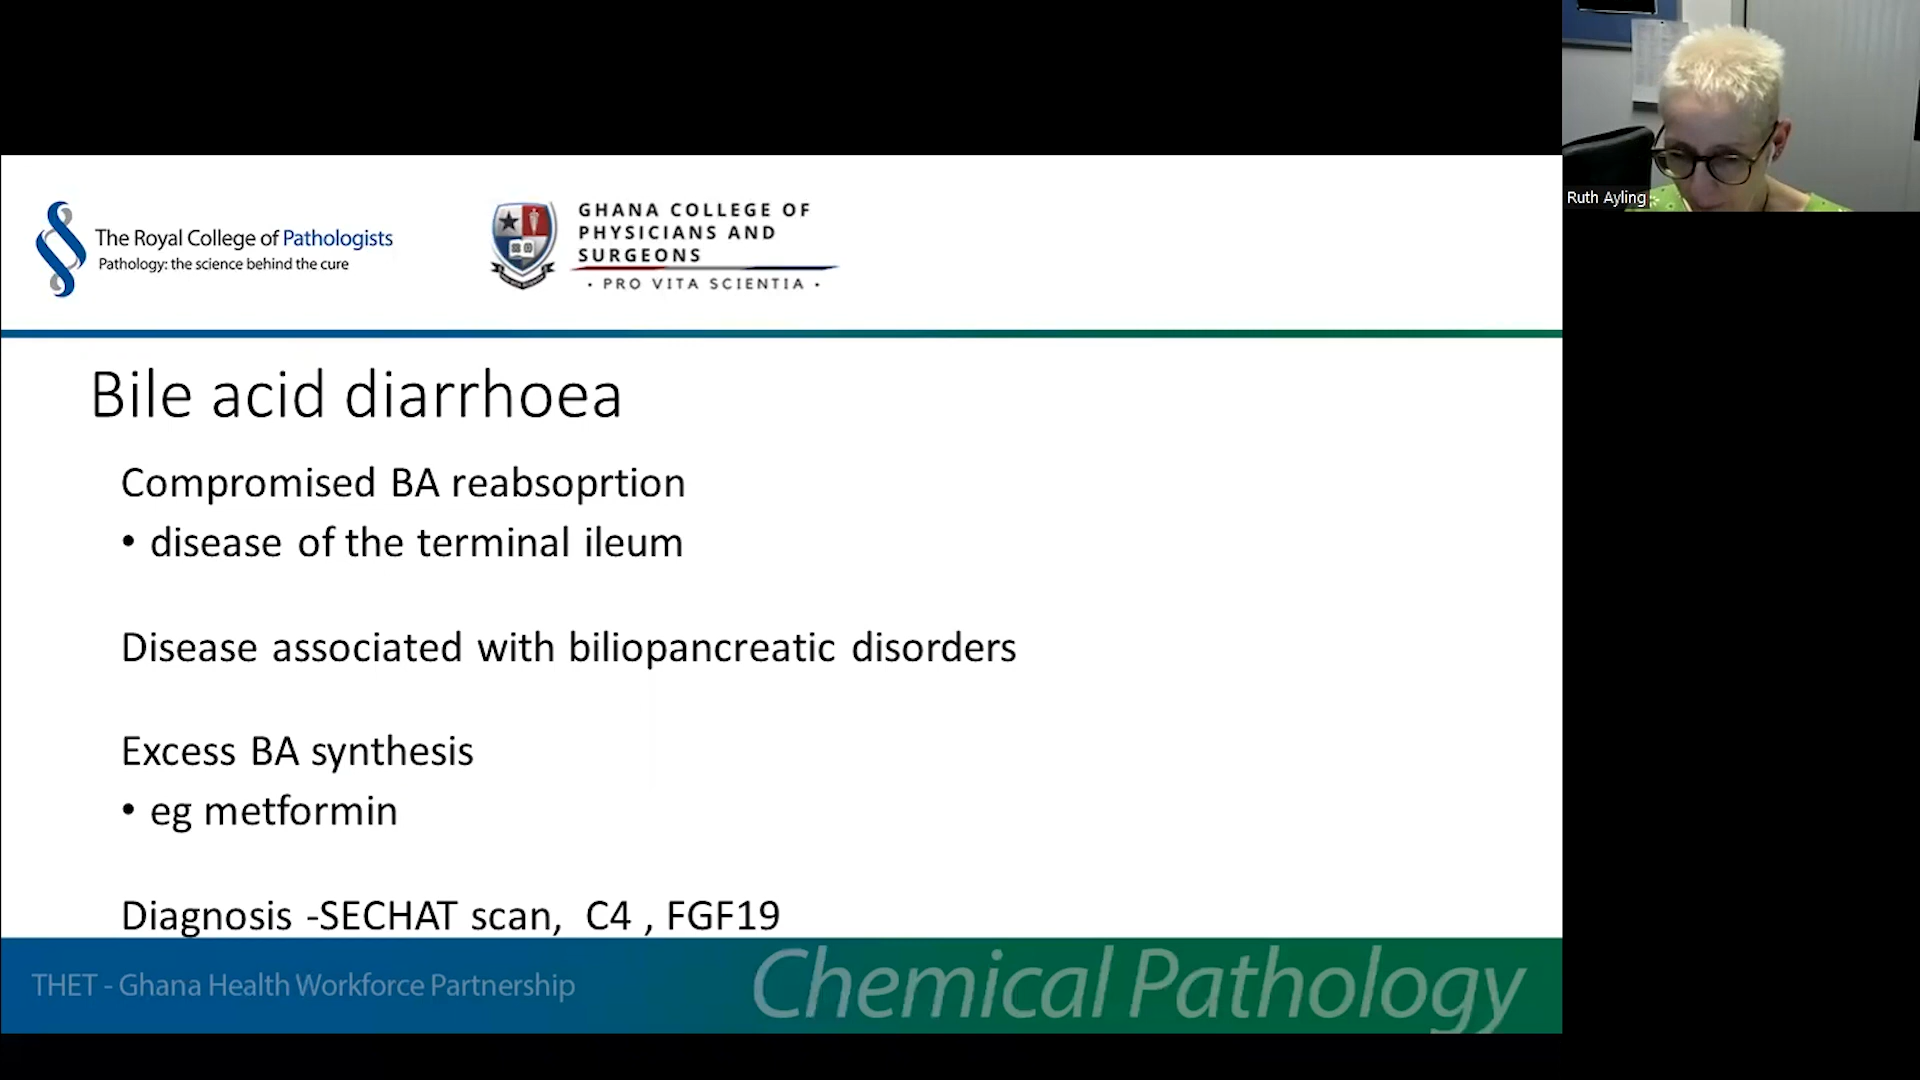 The Royal College of Pathologists
Pathology: the science behind the cure
GHANA COLLEGE OF
PHYSICIANS AND
SURGEONS
· PRO VITA SCIENTIA ·
Ruth Ayling
Bile acid diarrhoea
Compromised BA reabsoprtion
• disease of the terminal ileum
Disease associated with biliopancreatic disorders
Excess BA synthesis
• eg metformin
Diagnosis -SECHAT scan, C4 , FGF19
THET - Ghana Health Workforce Partnership
Chemical Pathology